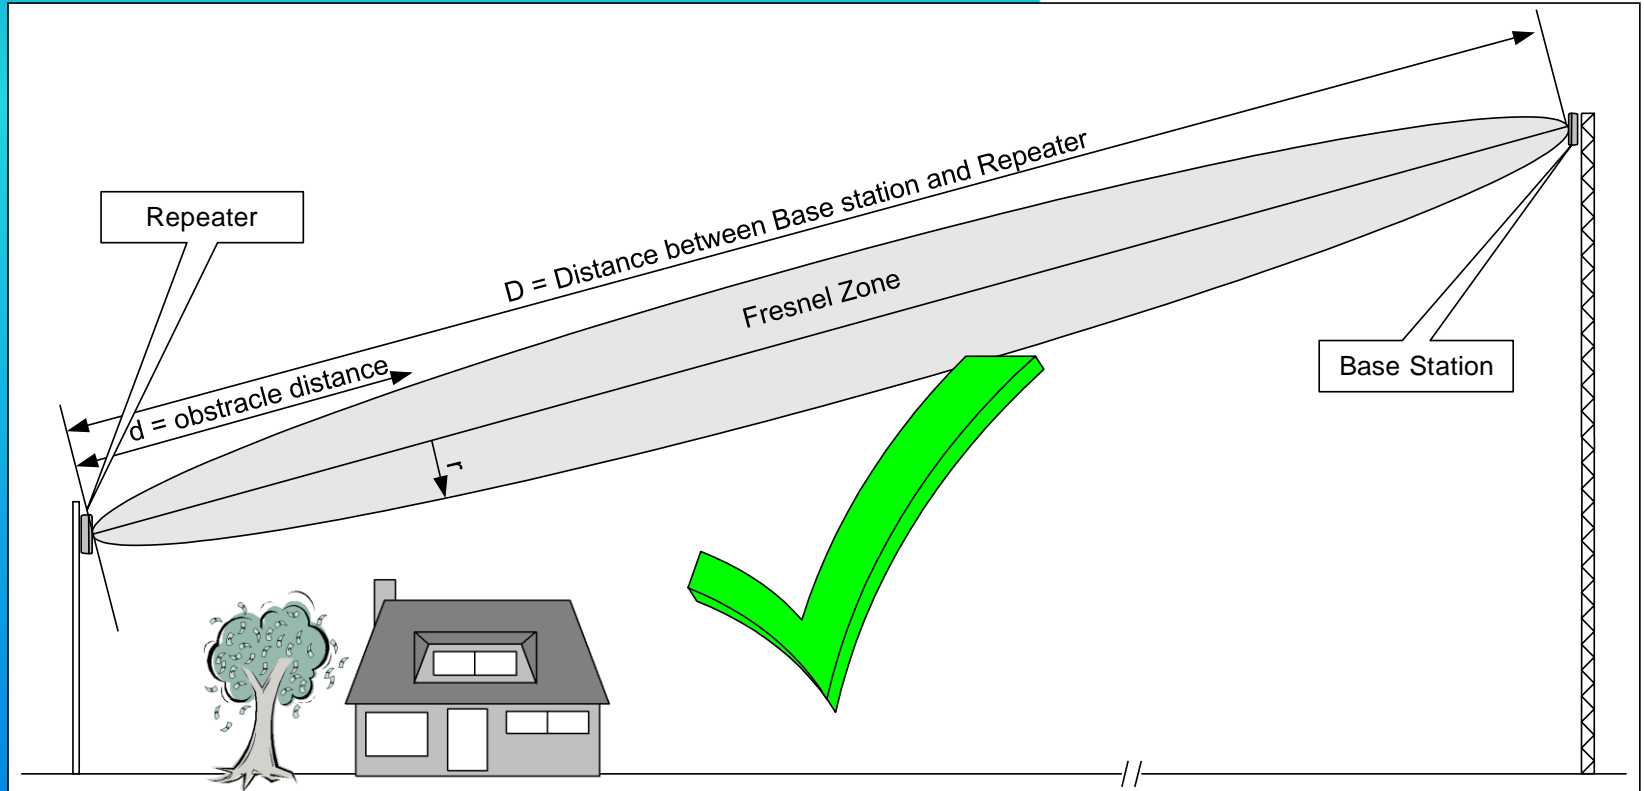 D = Distance between Base station and Repeater
Repeater
Fresnel Zone
Base Station
d = obstracle distance
r